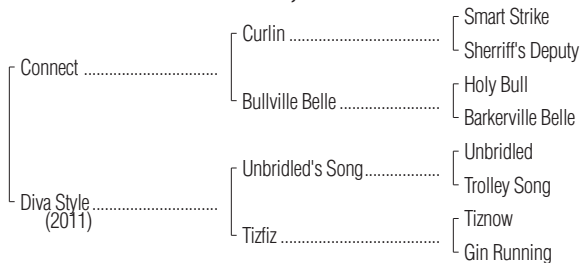 Smart Strike
Curlin
Sherriff's Deputy
Connect
Holy Bull
Bullville Belle
Barkerville Belle
Unbridled
Unbridled's Song
Trolley Song
Diva Style
(2011)
Tiznow
Tizfiz
Gin Running